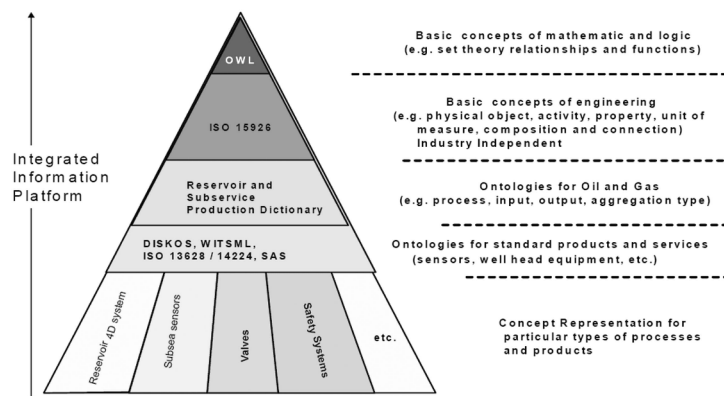 Basic concepts of mathematic and logic
(e.g. set theory relationships and functions)
OWL
Basic concepts of engineering
(e.g. physical object, activity, property, unit of
measure, composition and connection)
Industry Independent
ISO 15926
Integrated
Information
Platform
Reservoir and
Subservice
Production Dictionary
Ontologies for Oil and Gas
(e.g. process, input, output, aggregation type)
DISKOS, WITSML,
ISO 13628 / 14224, SAS
Ontologies for standard products and services
(sensors, well head equipment, etc.)
Reservoir 4D system
Subsea sensors
Valves
Safety Systems
etc.
Concept Representation for
particular types of processes
and products